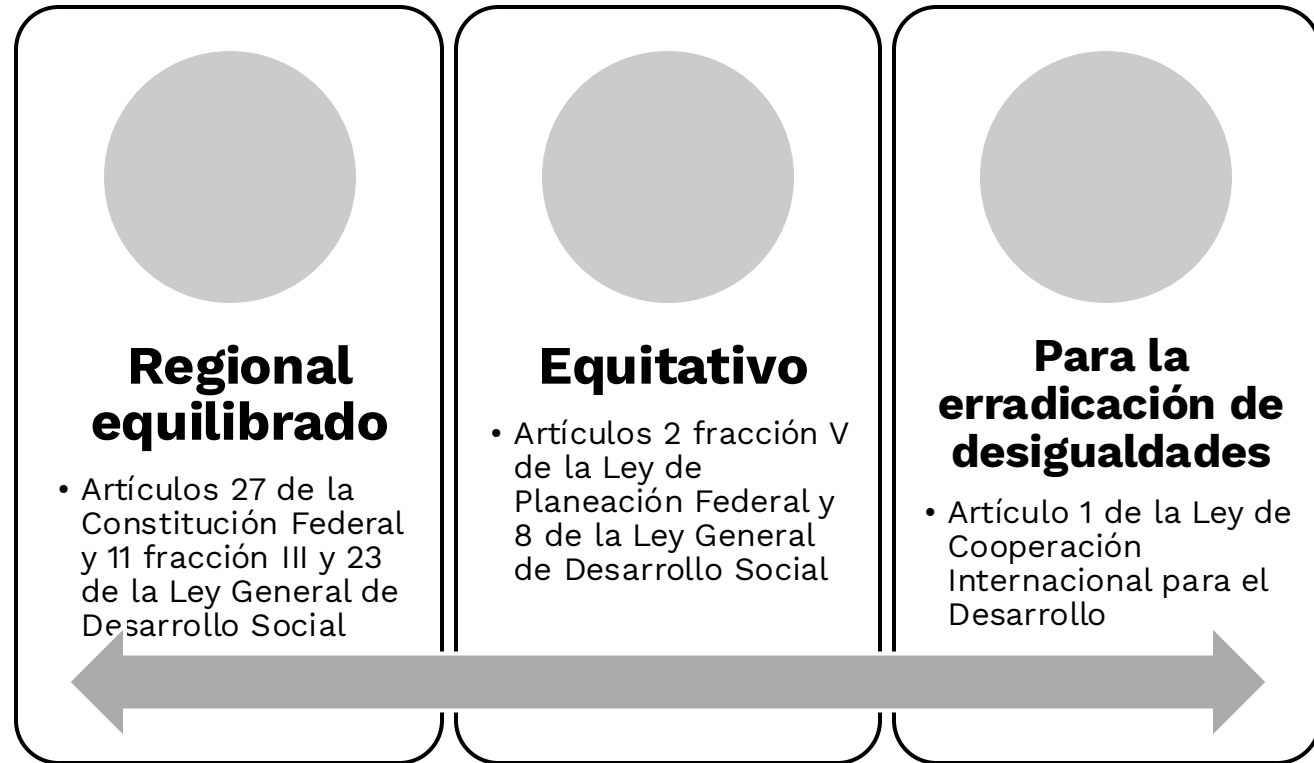 Regional
equilibrado
• Artículos 27 de la
Constitución Federal
y 11 fracción III y 23
de la Ley General de
Desarrollo Social
Equitativo
• Artículos 2 fracción V
de la Ley de
Planeación Federal y
8 de la Ley General
de Desarrollo Social
Para la
erradicación de
desigualdades
• Artículo 1 de la Ley de
Cooperación
Internacional para el
Desarrollo